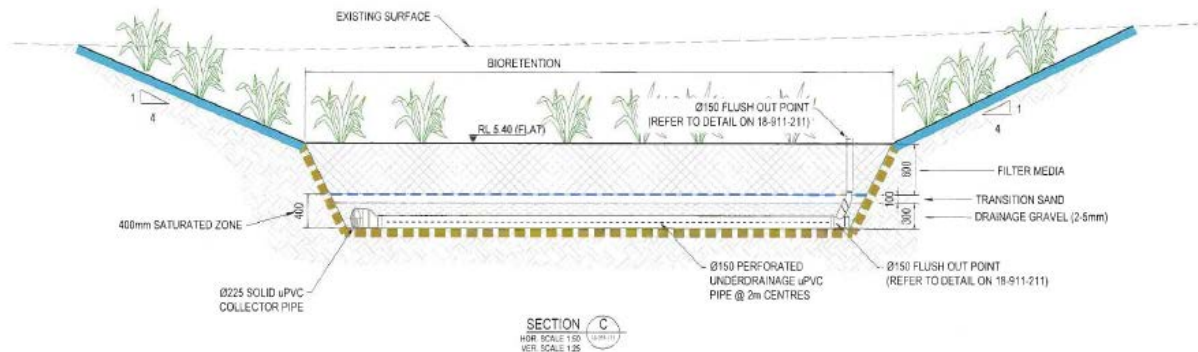 EXISTING SURFACE
BIORETENTION
Ø150 FLUSH OUT POINT
(REFER TO DETAIL ON 18-911-211)
1
4
1
4
RL 5.40 (FLAT)
600
FILTER MEDIA
400
100
TRANSITION SAND
300
DRAINAGE GRAVEL (2-5mm)
400mm SATURATED ZONE
Ø225 SOLID uPVC
COLLECTOR PIPE
Ø150 PERFORATED
UNDERDRAINAGE uPVC
PIPE @ 2m CENTRES
Ø150 FLUSH OUT POINT
(REFER TO DETAIL ON 18-911-211)
SECTION C
HOR. SCALE 1:50
VER. SCALE 1:25